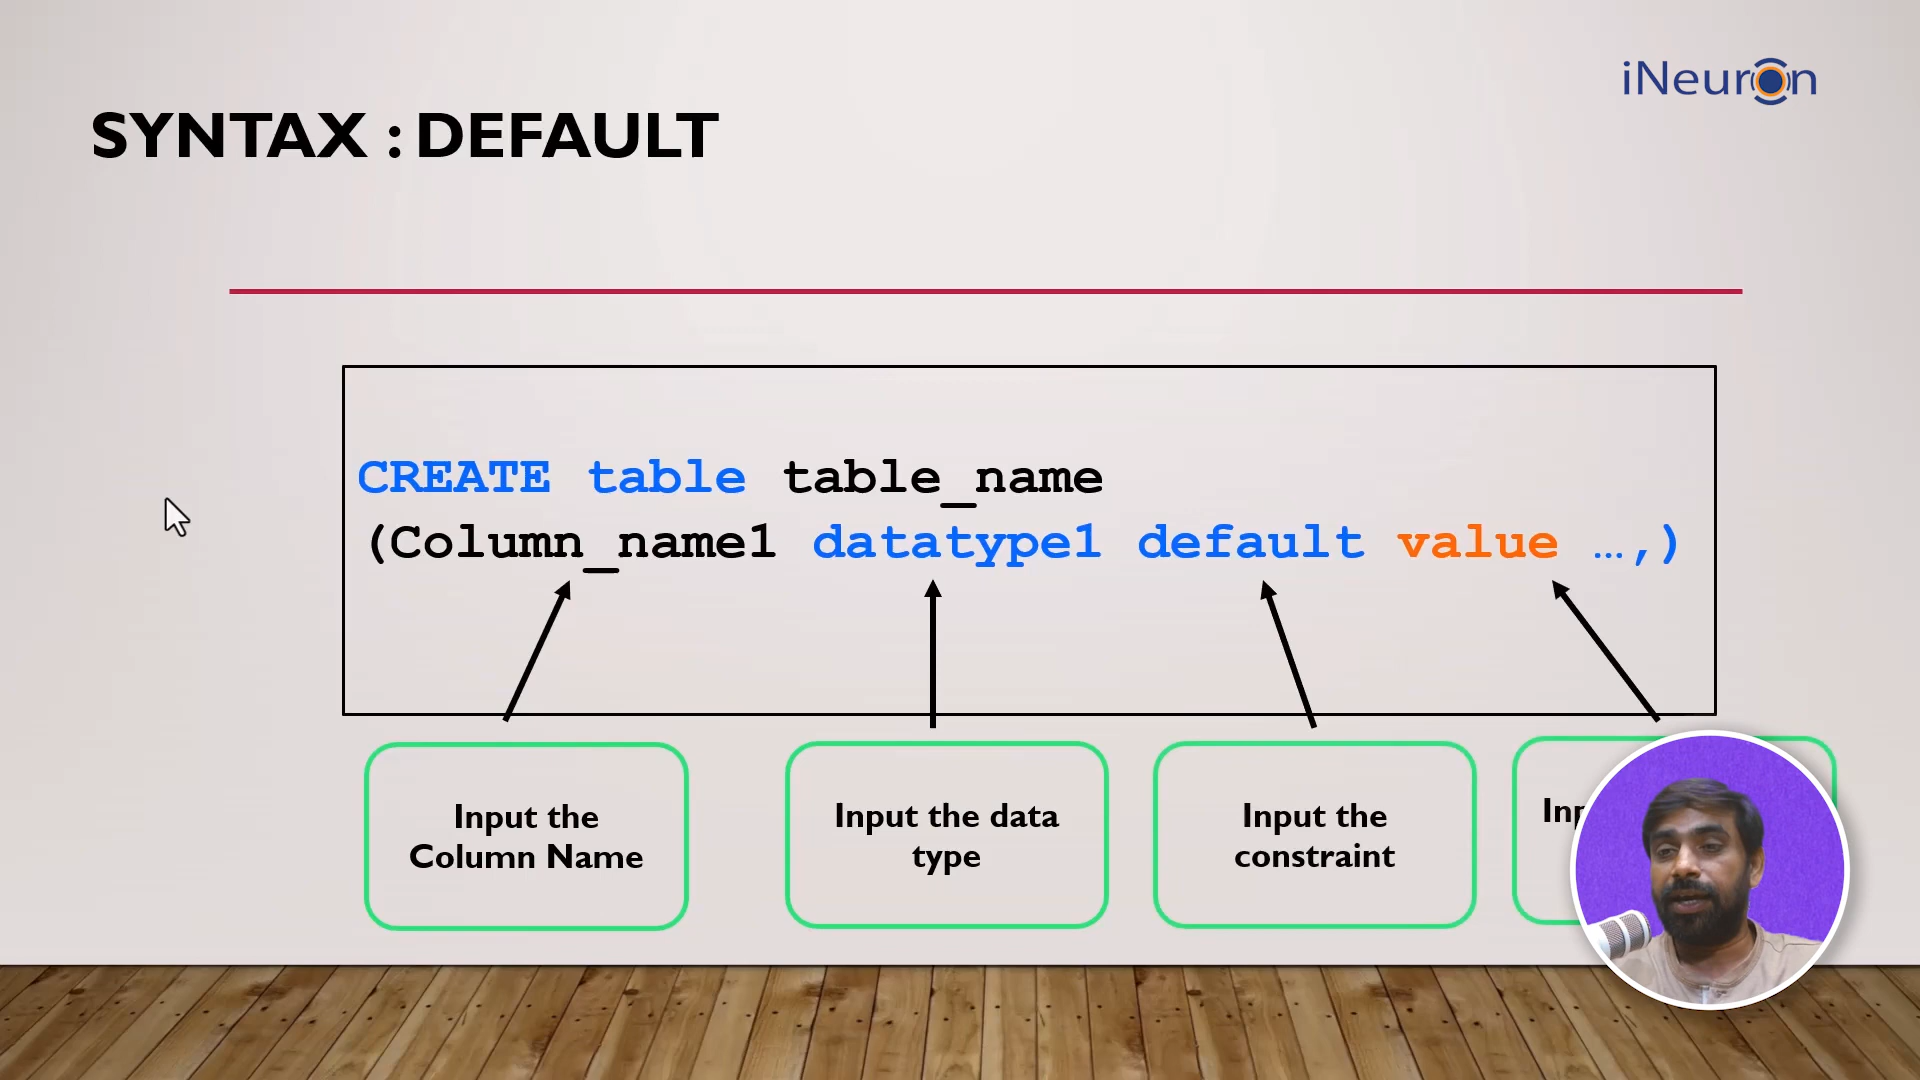 iNeuron
SYNTAX : DEFAULT
CREATE table table_name
(Column_name1 datatype1 default value …,)
Input the
Column Name
Input the data
type
Input the
constraint